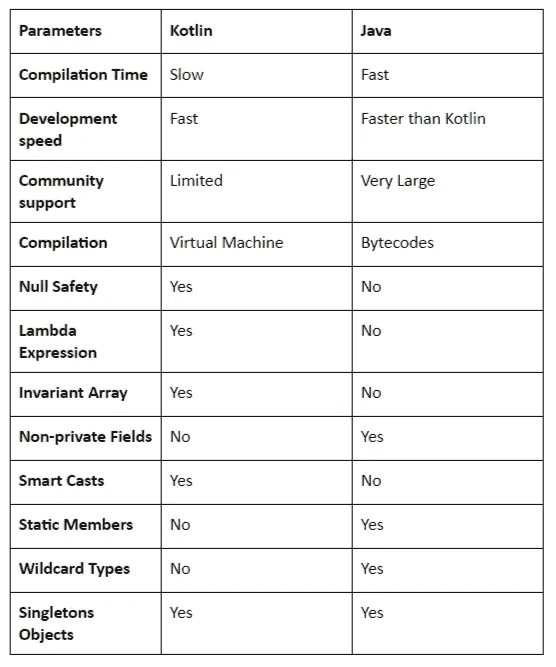 Parameters Kotlin Java
Compilation Time Slow Fast
Development Fast Faster than Kotlin
speed
Community Limited Very Large
support
Compilation Virtual Machine Bytecodes
Null Safety Yes No
Lambda Yes No
Expression
Invariant Array Yes No
Non-private Fields No Yes
Smart Casts Yes No
Static Members No Yes
Wildcard Types No Yes
Singletons Yes Yes
Objects